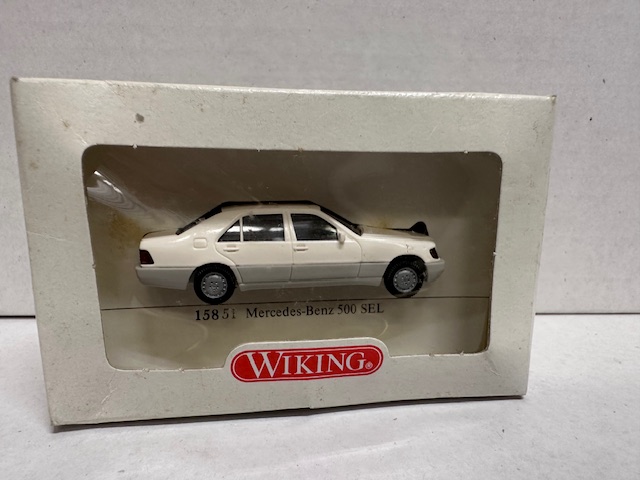 158 51 Mercedes-Benz 500 SEL
WIKING®